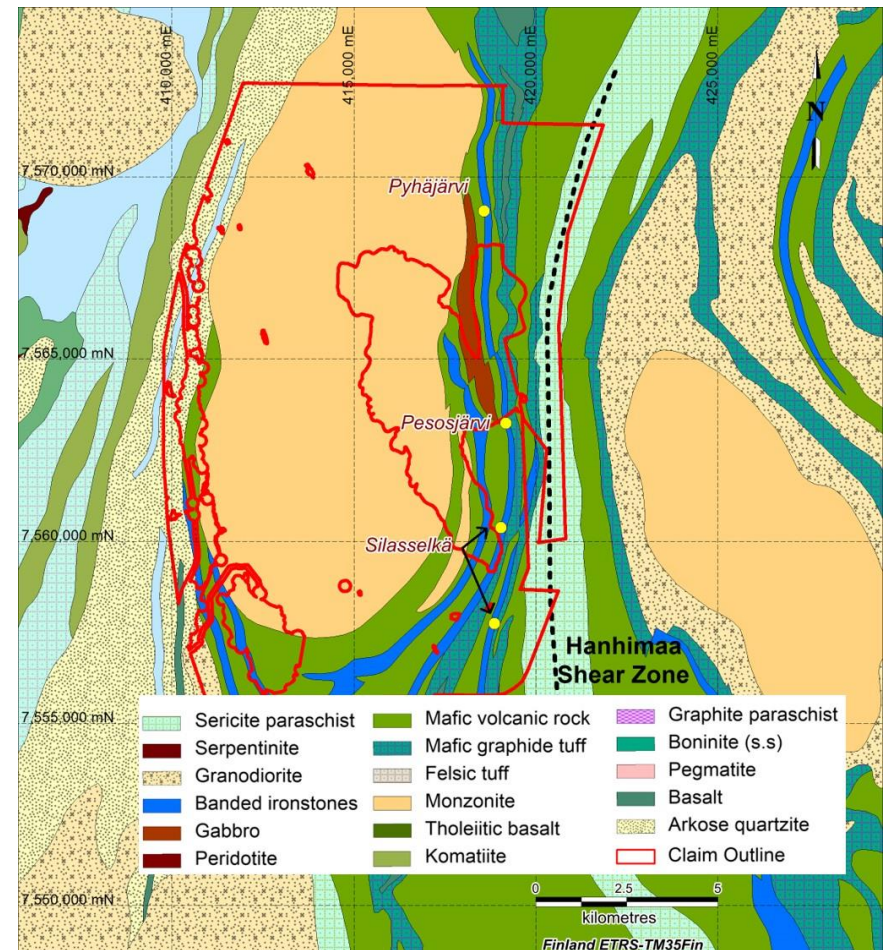 410,000 mE
415,000 mE
420,000 mE
425,000 mE
N
7,570,000 mN
Pyhäjärvi
7,565,000 mN
Pesosjärvi
7,560,000 mN
Silasselkä
Hanhimaa
Shear Zone
7,555,000 mN
Sericite paraschist
Serpentinite
Granodiorite
Banded ironstones
Gabbro
Peridotite
Mafic volcanic rock
Mafic graphide tuff
Felsic tuff
Monzonite
Tholeiitic basalt
Komatiite
Graphite paraschist
Boninite (s.s)
Pegmatite
Basalt
Arkose quartzite
Claim Outline
7,550,000 mN
0 2.5 5
kilometres
Finland ETRS-TM35Fin